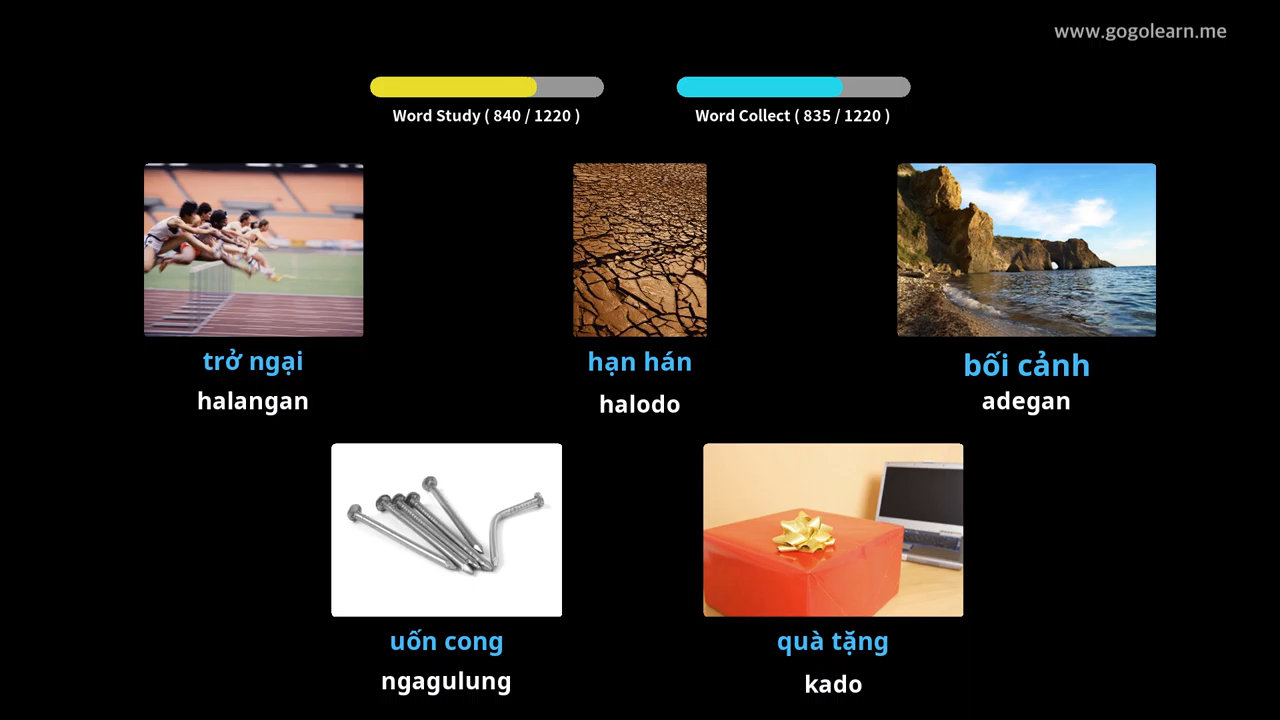 www.gogolearn.me
Word Study ( 840 / 1220 )
Word Collect ( 835 / 1220 )
trở ngại
halangan
hạn hán
halodo
bối cảnh
adegan
uốn cong
ngagulung
quà tặng
kado